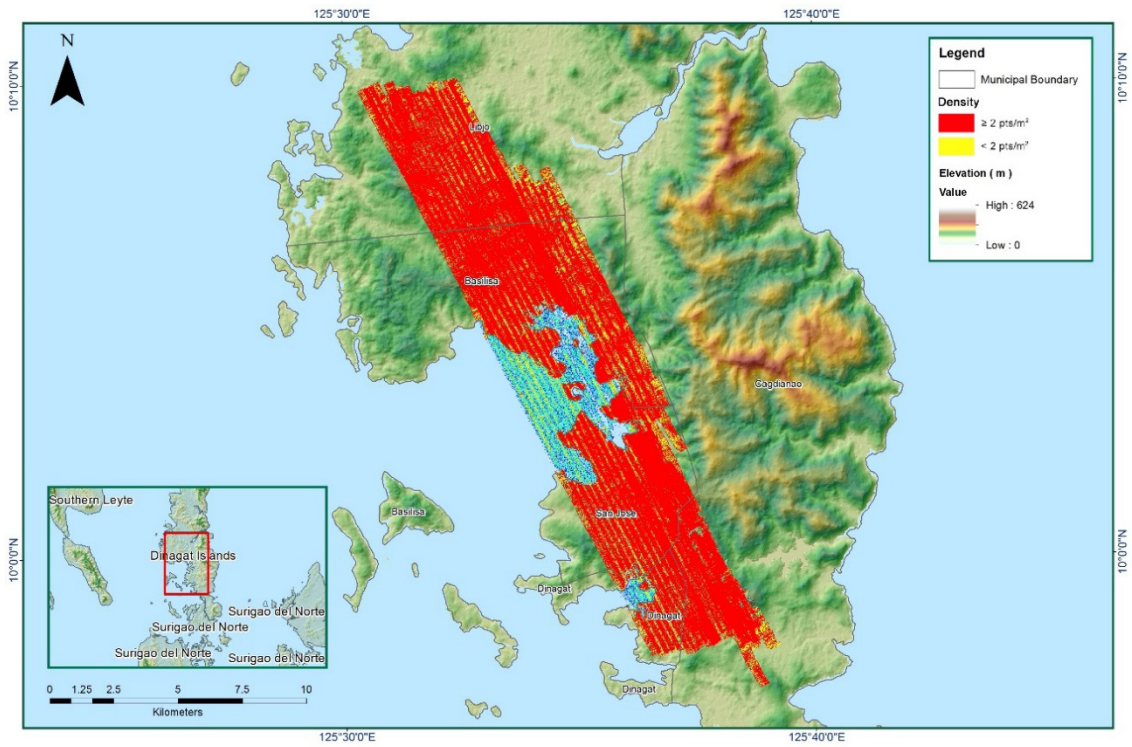 125°30'0"E
125°40'0"E
N
10°10'0"N
10°10'0"N
Legend
Municipal Boundary
Density
≥ 2 pts/m²
< 2 pts/m²
Elevation ( m )
Value
High : 624
Low : 0
Libjo
Basilisa
Cagdianao
Basilisa
San Jose
Dinagat
Dinagat
Dinagat
10°0'0"N
10°0'0"N
Southern Leyte
Dinagat Islands
Surigao del Norte
Surigao del Norte
Surigao del Norte
Surigao del Norte
0 1.25 2.5 5 7.5 10
Kilometers
125°30'0"E
125°40'0"E